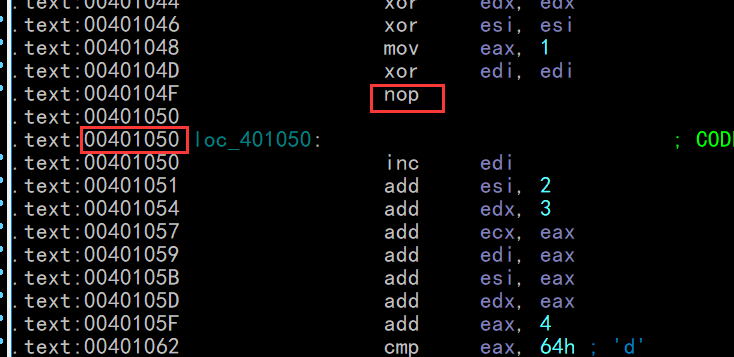 .text:00401044 xor edx, edx
.text:00401046 xor esi, esi
.text:00401048 mov eax, 1
.text:0040104D xor edi, edi
.text:0040104F nop
.text:00401050
.text:00401050 loc_401050: ; COD
.text:00401050 inc edi
.text:00401051 add esi, 2
.text:00401054 add edx, 3
.text:00401057 add ecx, eax
.text:00401059 add edi, eax
.text:0040105B add esi, eax
.text:0040105D add edx, eax
.text:0040105F add eax, 4
.text:00401062 cmp eax, 64h ; 'd'